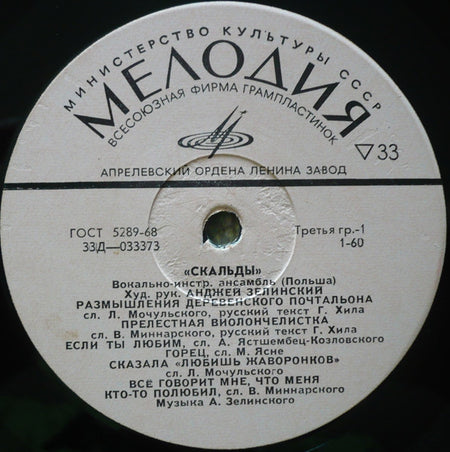 МИНИСТЕРСТВО КУЛЬТУРЫ СССР
МЕЛОДИЯ
ВСЕСОЮЗНАЯ ФИРМА ГРАМПЛАСТИНОК
33
АПРЕЛЕВСКИЙ ОРДЕНА ЛЕНИНА ЗАВОД
ГОСТ 5289-68 Третья гр.-1
33Д—033373 1-60
«СКАЛЬДЫ»
Вокально-инстр. ансамбль (Польша)
Худ. рук. АНДЖЕЙ ЗЕЛИНСКИЙ
РАЗМЫШЛЕНИЯ ДЕРЕВЕНСКОГО ПОЧТАЛЬОНА
сл. Л. Мочульского, русский текст Г. Хила
ПРЕЛЕСТНАЯ ВИОЛОНЧЕЛИСТКА
сл. В. Миннарского, русский текст Г. Хила
ЕСЛИ ТЫ ЛЮБИМ, сл. А. Ястшембец-Козловского
ГОРЕЦ, сл. М. Ясне
СКАЗАЛА «ЛЮБИШЬ ЖАВОРОНКОВ»
сл. Л. Мочульского
ВСЕ ГОВОРИТ МНЕ, ЧТО МЕНЯ
КТО-ТО ПОЛЮБИЛ, сл. В. Миннарского
Музыка А. Зелинского